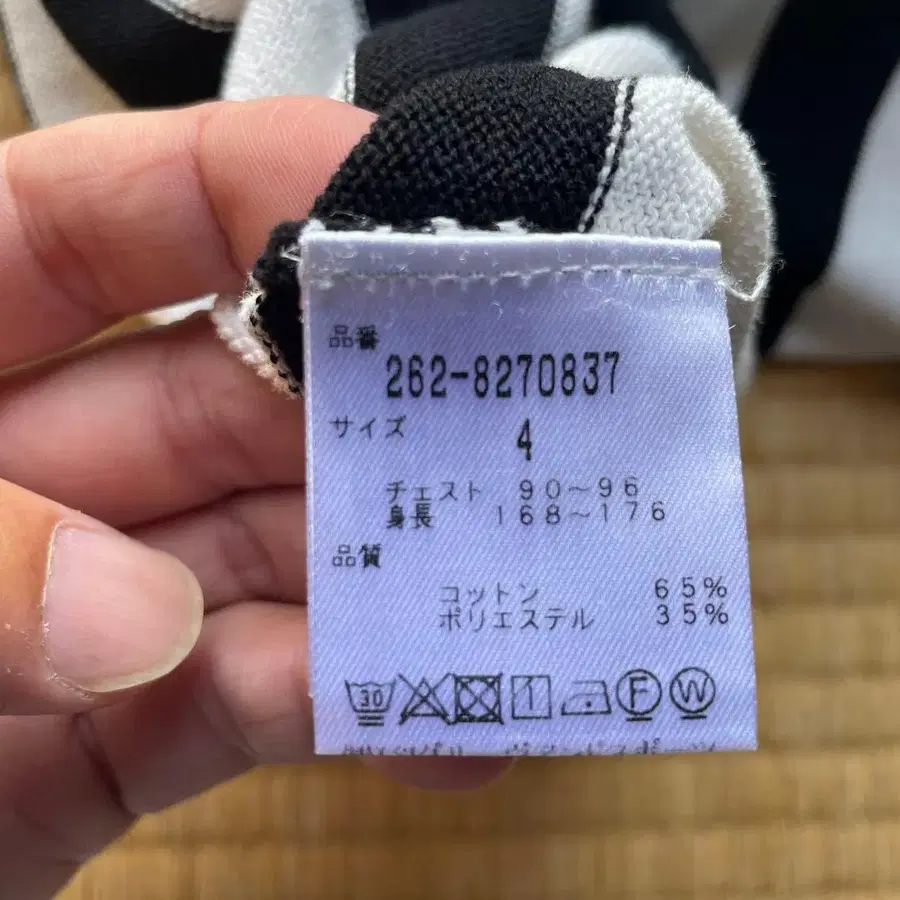 品番
262-8270837
サイズ
4
チェスト 90～96
身長 168～176
品質
コットン 65%
ポリエステル 35%
30
F
W